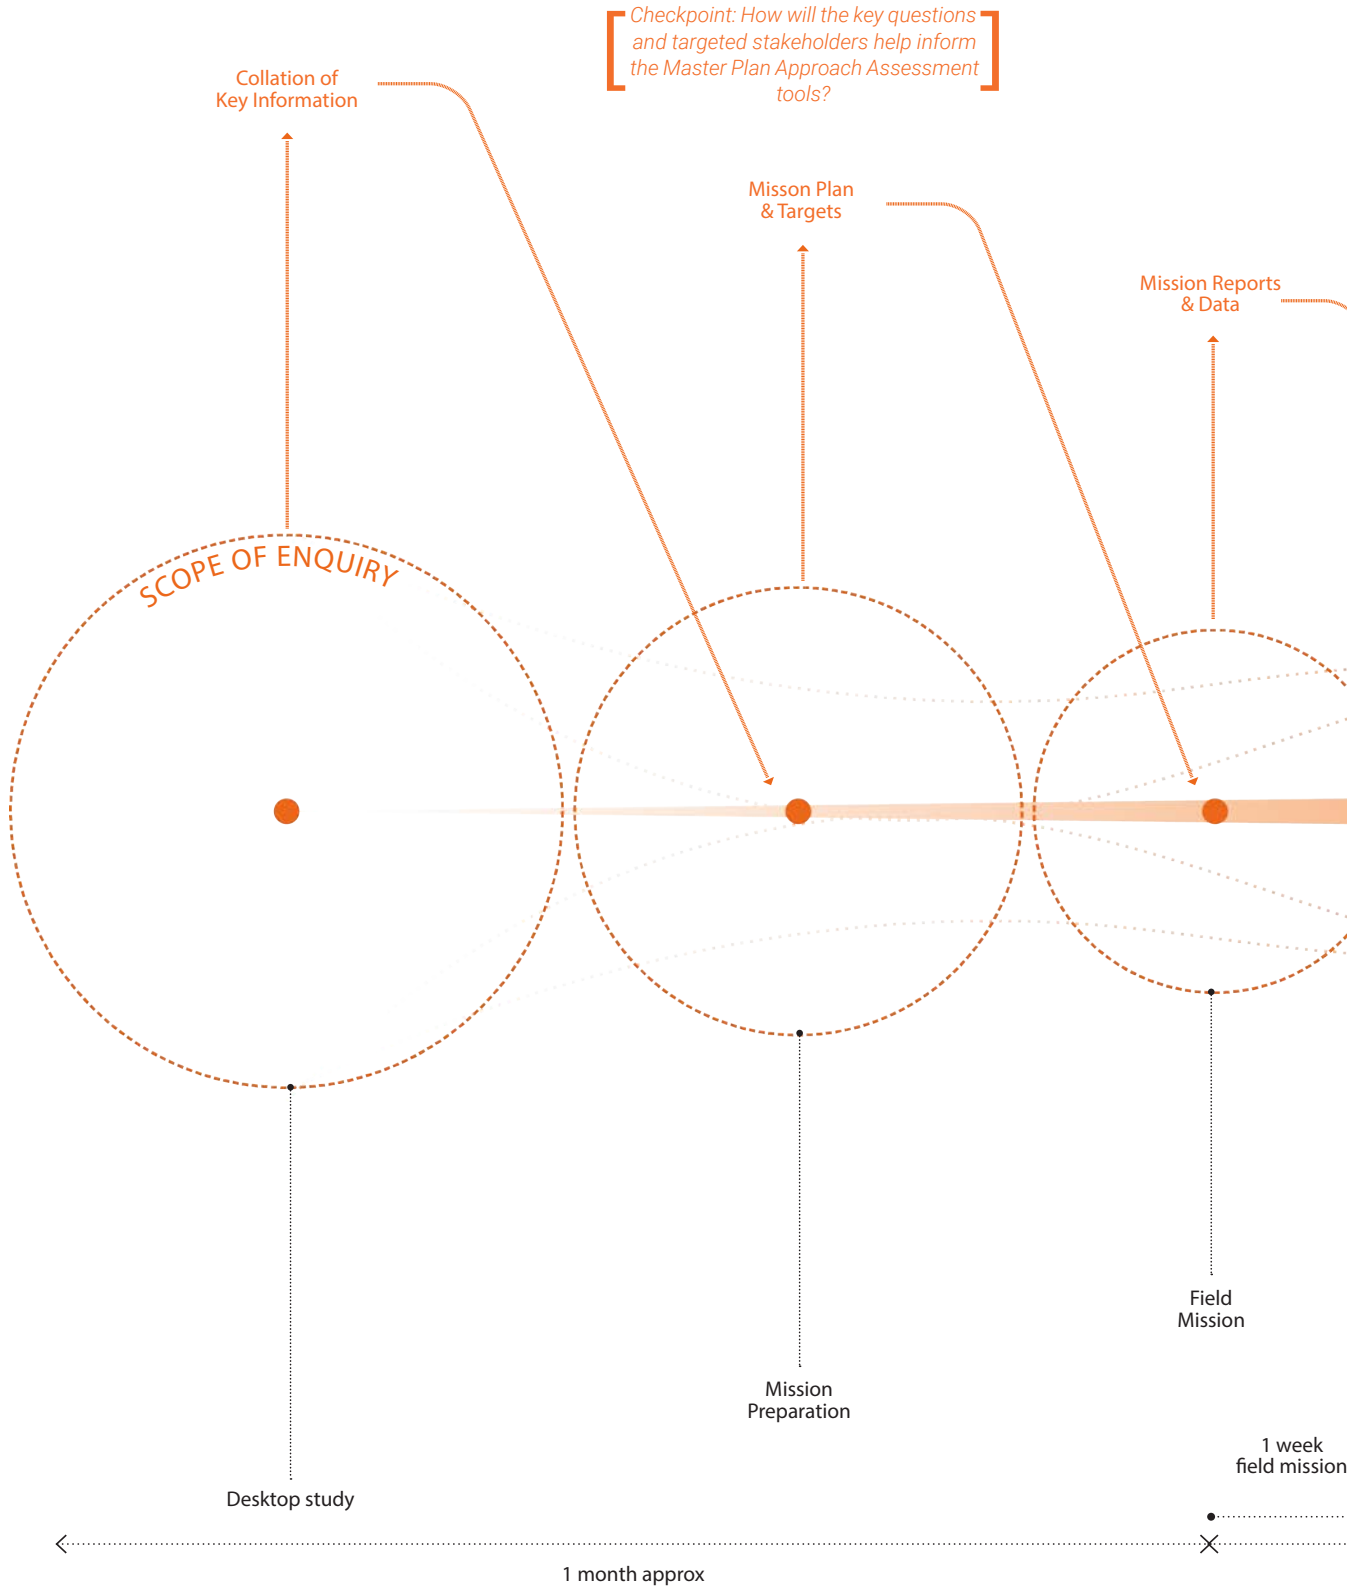 Checkpoint: How will the key questions
and targeted stakeholders help inform
the Master Plan Approach Assessment
tools?
Collation of
Key Information
Misson Plan
& Targets
Mission Reports
& Data
SCOPE OF ENQUIRY
Field
Mission
Mission
Preparation
Desktop study
1 week
field mission
1 month approx